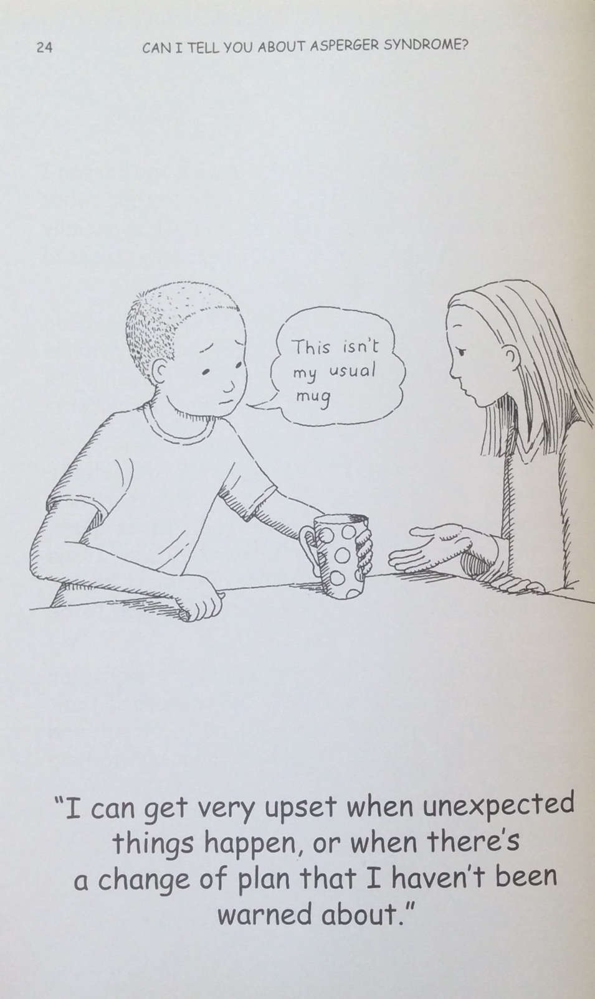 24
CAN I TELL YOU ABOUT ASPERGER SYNDROME?
This isn't
my usual
mug
"I can get very upset when unexpected
things happen, or when there's
a change of plan that I haven't been
warned about."